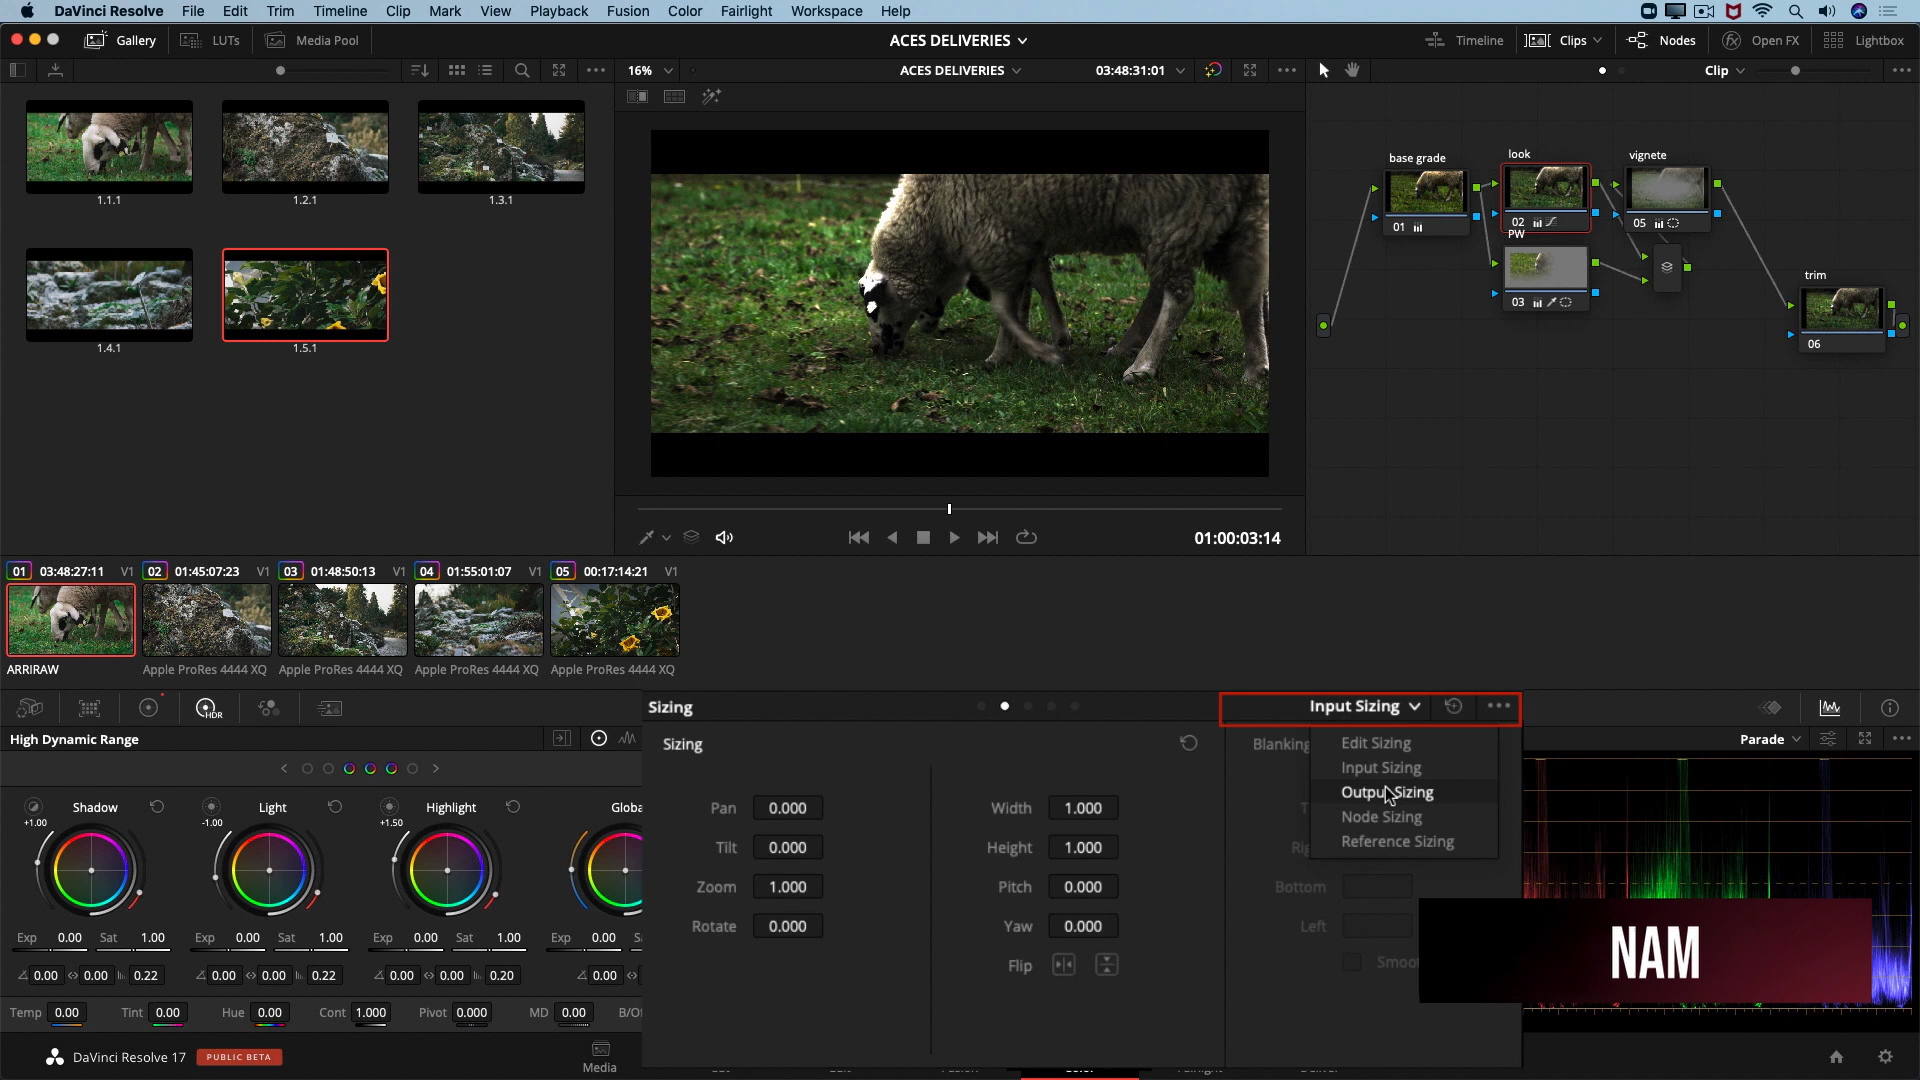 DaVinci Resolve File Edit Trim Timeline Clip Mark View Playback Fusion Color Fairlight Workspace Help
Gallery LUTs Media Pool ACES DELIVERIES Timeline Clips Nodes Open FX Lightbox
16% ACES DELIVERIES 03:48:31:01 Clip
1.1.1 1.2.1 1.3.1
1.4.1 1.5.1
base grade look vignete
01 02 05
PW
03
trim
06
01:00:03:14
01 03:48:27:11 V1 02 01:45:07:23 V1 03 01:48:50:13 V1 04 01:55:01:07 V1 05 00:17:14:21 V1
ARRIRAW Apple ProRes 4444 XQ Apple ProRes 4444 XQ Apple ProRes 4444 XQ Apple ProRes 4444 XQ
HDR
High Dynamic Range
Shadow Light Highlight Globa
+1.00 -1.00 +1.50
Exp 0.00 Sat 1.00 Exp 0.00 Sat 1.00 Exp 0.00 Sat 1.00 Exp 0.00 S
0.00 0.00 0.22 0.00 0.00 0.22 0.00 0.00 0.20 0.00
Temp 0.00 Tint 0.00 Hue 0.00 Cont 1.000 Pivot 0.000 MD 0.00 B/Of
Sizing Input Sizing
Sizing Blanking
Edit Sizing
Input Sizing
Output Sizing
Node Sizing
Reference Sizing
Pan 0.000 Width 1.000
Tilt 0.000 Height 1.000
Zoom 1.000 Pitch 0.000 Bottom
Rotate 0.000 Yaw 0.000 Left
Flip Smoot
Parade
NAM
DaVinci Resolve 17 PUBLIC BETA Media